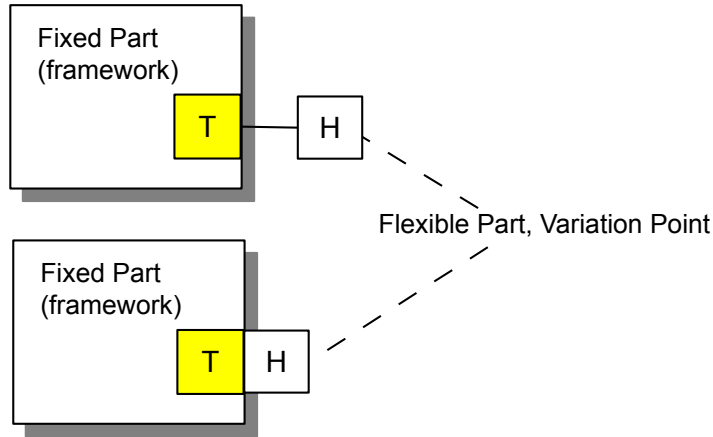 Fixed Part
(framework)
T
H
Flexible Part, Variation Point
Fixed Part
(framework)
T
H